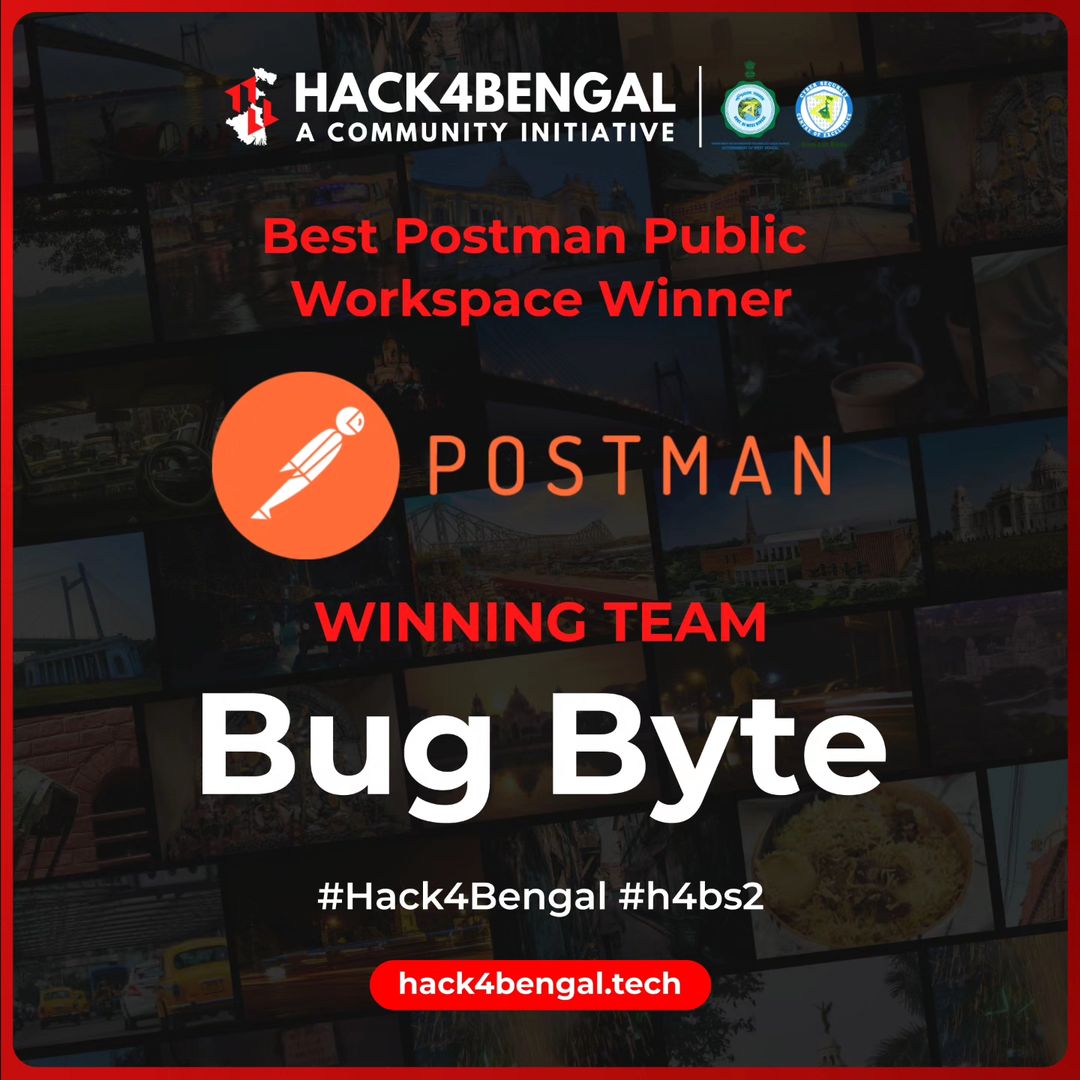 HACK4BENGAL
A COMMUNITY INITIATIVE
Best Postman Public
Workspace Winner
POSTMAN
WINNING TEAM
Bug Byte
#Hack4Bengal #h4bs2
hack4bengal.tech